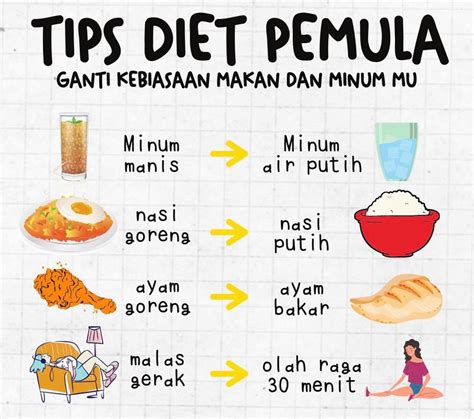 TIPS DIET PEMULA
GANTI KEBIASAAN MAKAN DAN MINUM MU
Minum manis
Minum air putih
nasi goreng
nasi putih
ayam goreng
ayam bakar
malas gerak
olah raga 30 menit